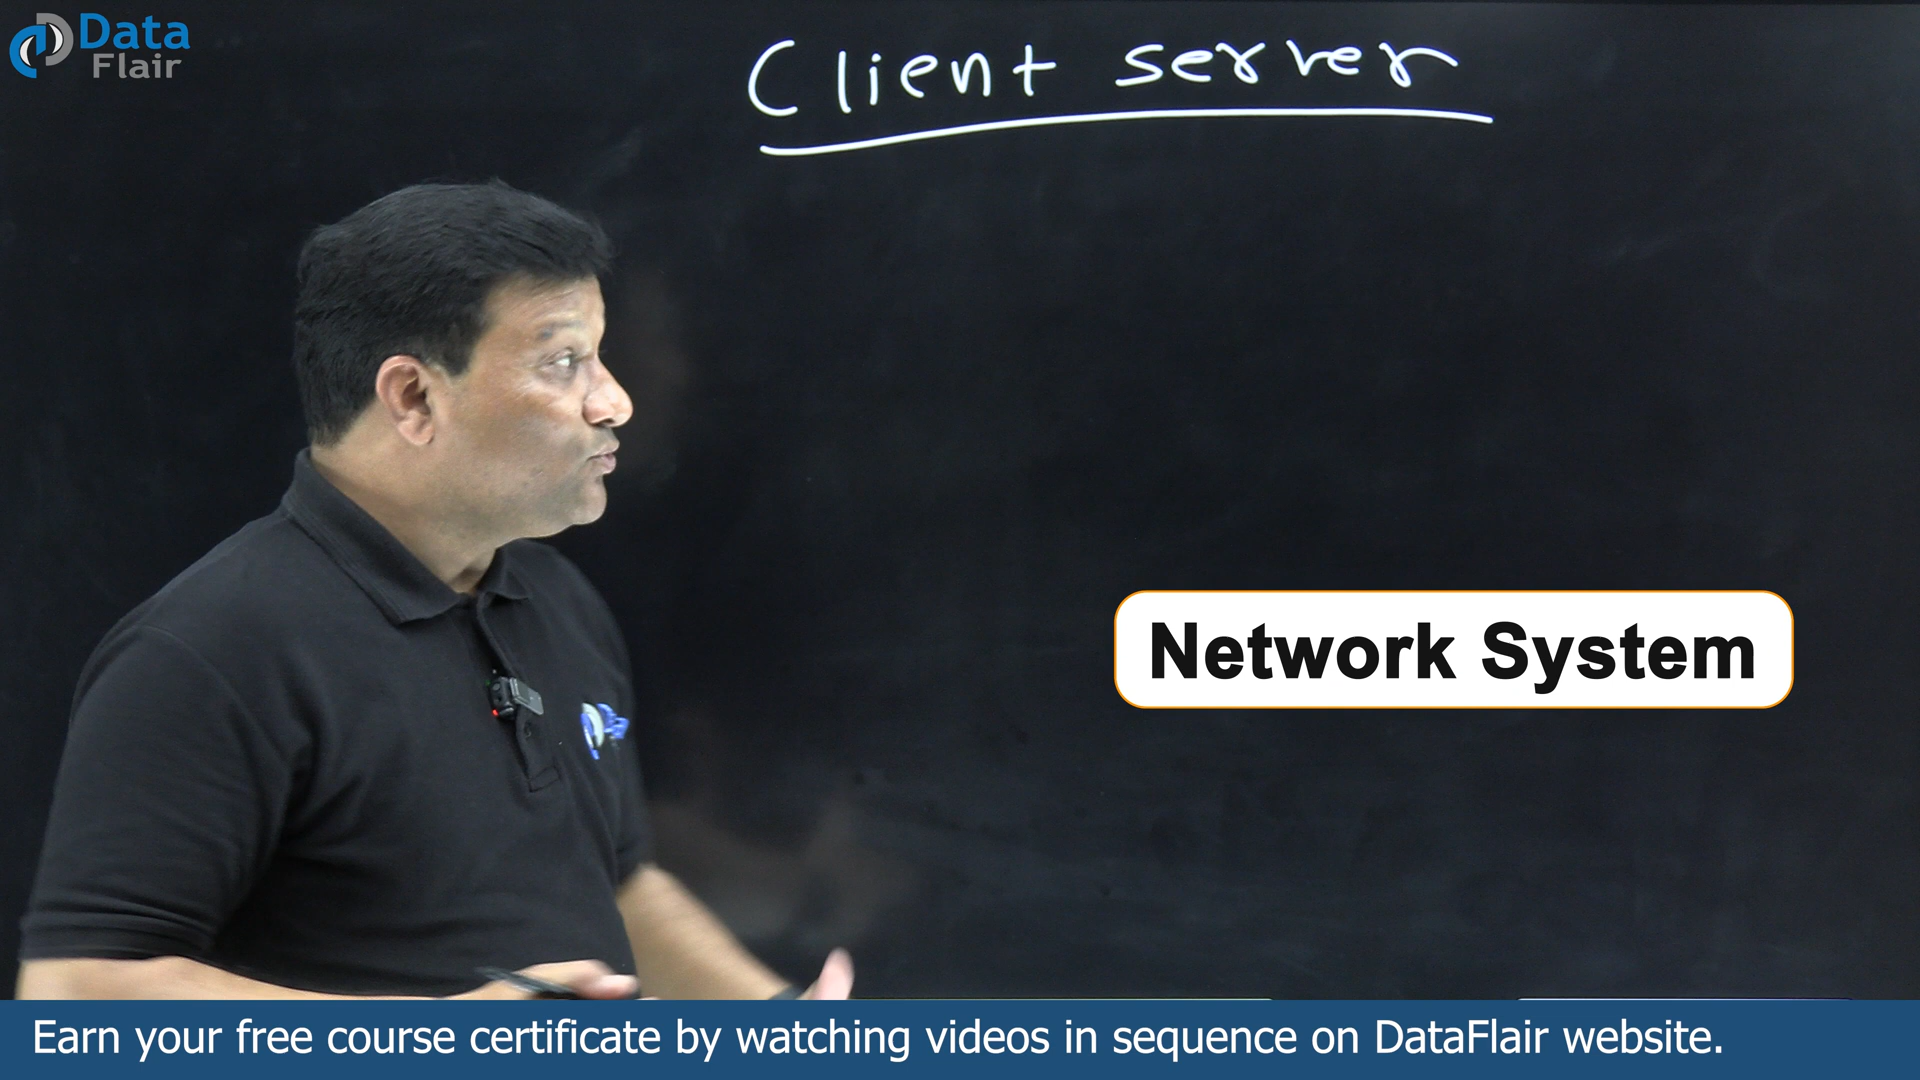 Data
Flair
Client server
Network System
Earn your free course certificate by watching videos in sequence on DataFlair website.